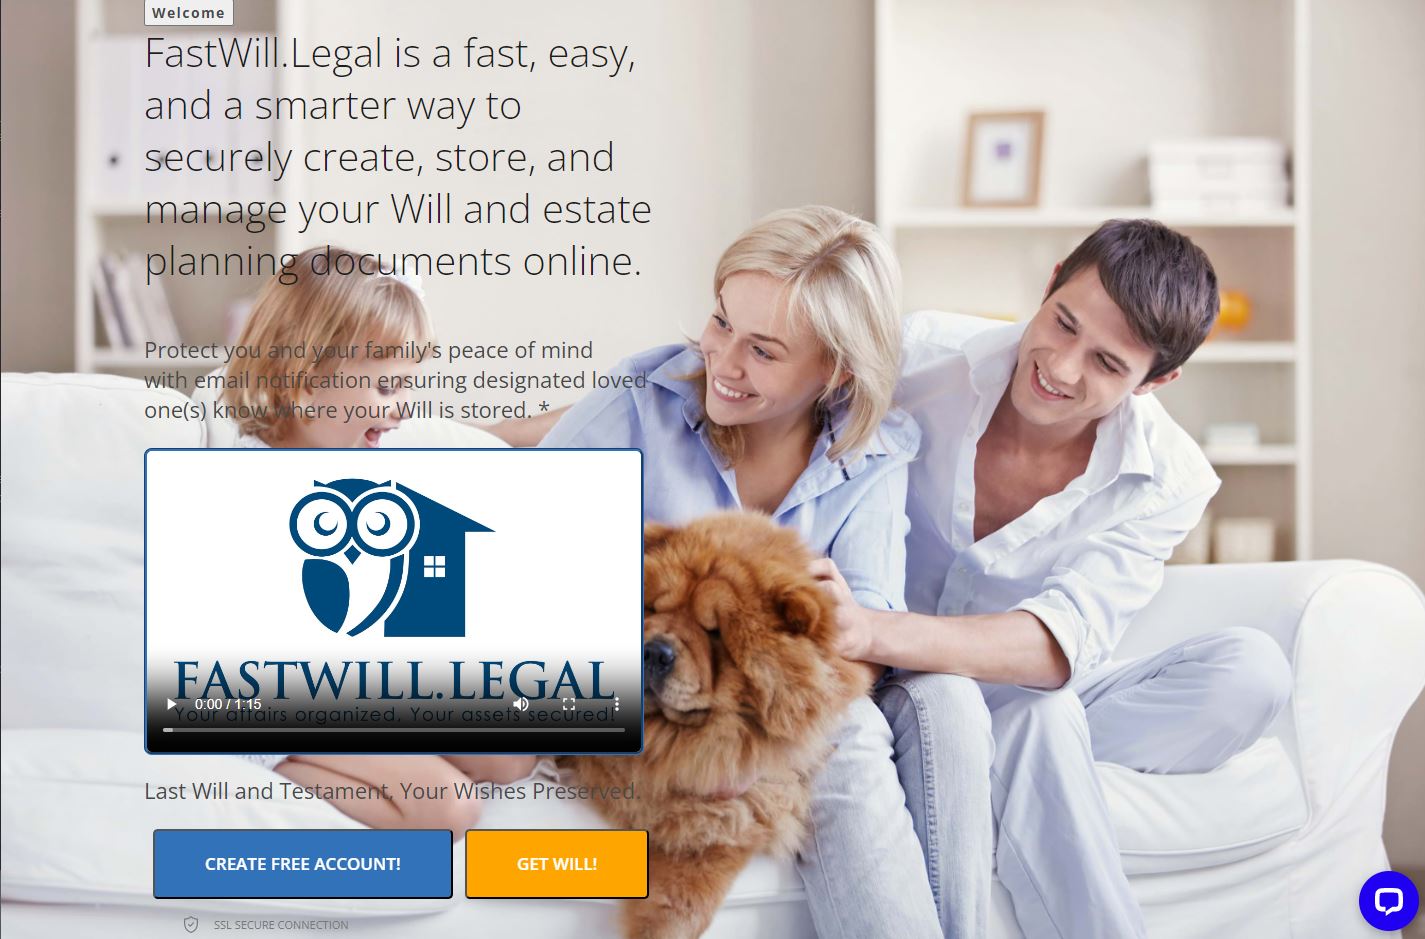 Welcome
FastWill.Legal is a fast, easy,
and a smarter way to
securely create, store, and
manage your Will and estate
planning documents online.
Protect you and your family's peace of mind
with email notification ensuring designated loved
one(s) know where your Will is stored. *
FASTWILL.LEGAL
Your affairs organized, Your assets secured!
0:00 / 1:15
Last Will and Testament, Your Wishes Preserved.
CREATE FREE ACCOUNT!
GET WILL!
SSL SECURE CONNECTION